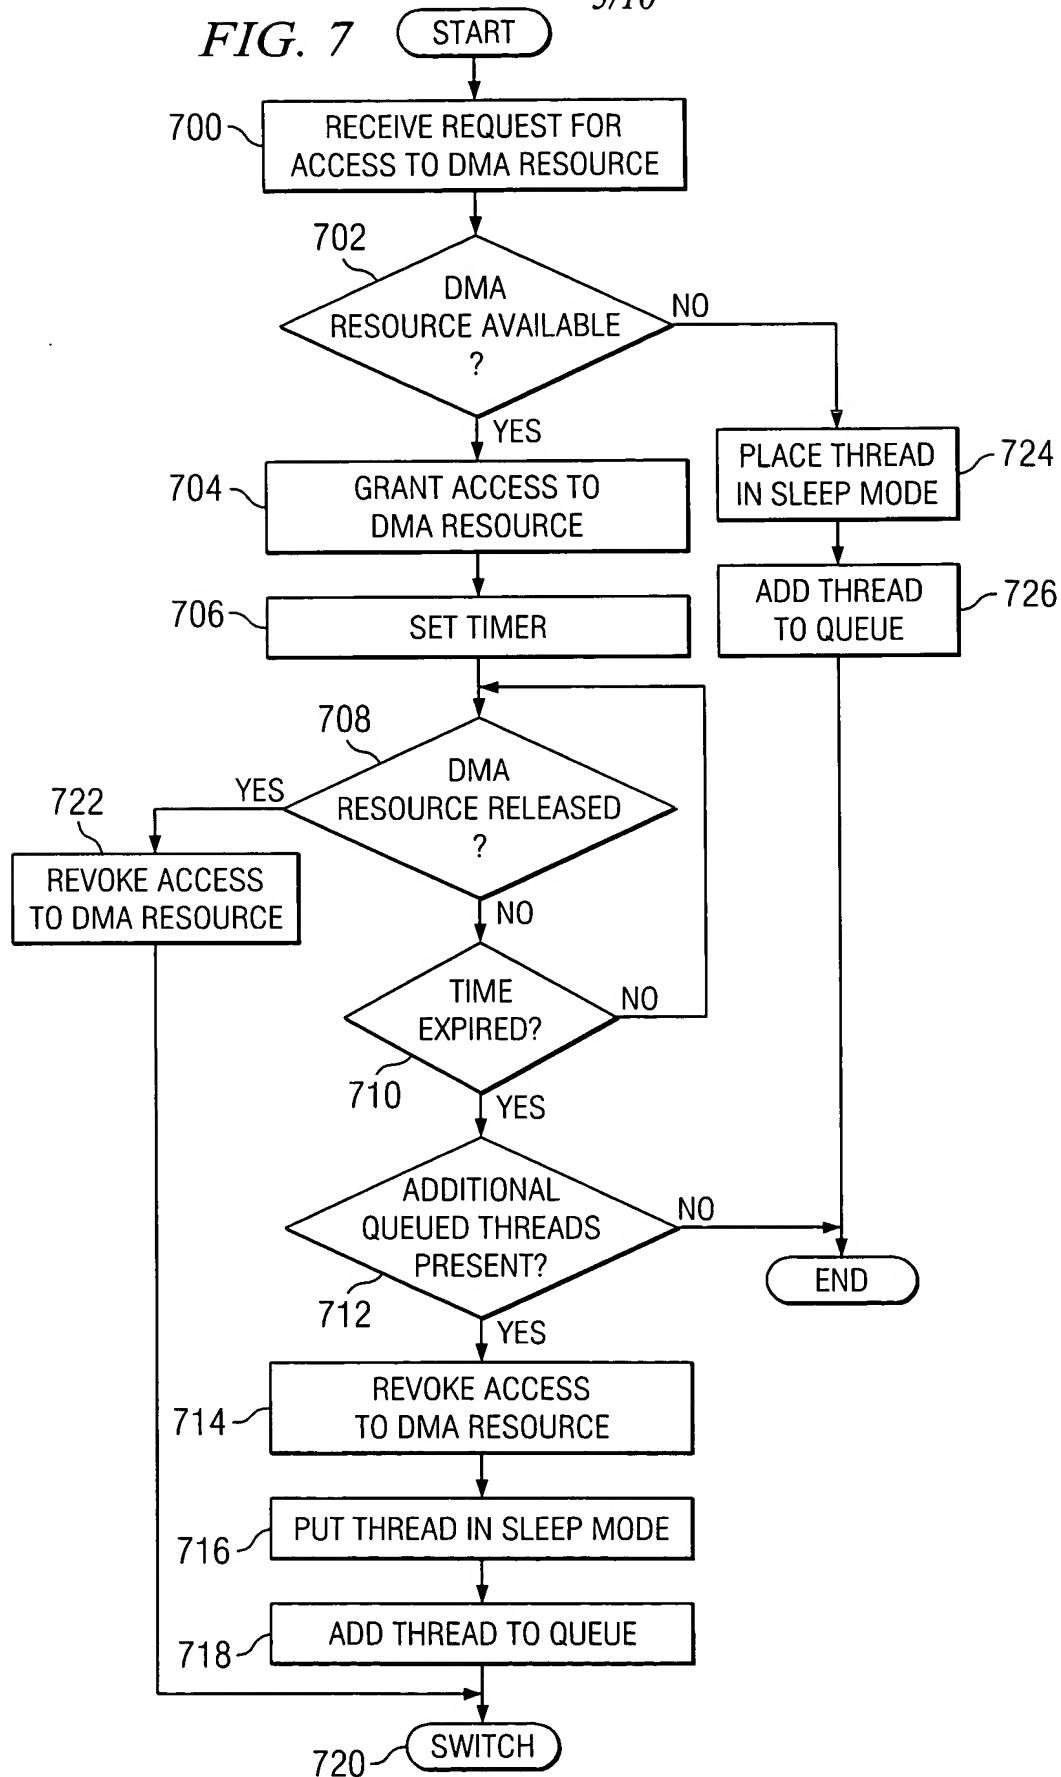 5/10
FIG. 7
START
700
RECEIVE REQUEST FOR
ACCESS TO DMA RESOURCE
702
DMA
RESOURCE AVAILABLE
?
NO
YES
704
GRANT ACCESS TO
DMA RESOURCE
PLACE THREAD
IN SLEEP MODE
724
706
SET TIMER
ADD THREAD
TO QUEUE
726
708
DMA
RESOURCE RELEASED
?
YES
722
REVOKE ACCESS
TO DMA RESOURCE
NO
TIME
EXPIRED?
NO
710
YES
ADDITIONAL
QUEUED THREADS
PRESENT?
NO
712
END
YES
714
REVOKE ACCESS
TO DMA RESOURCE
716
PUT THREAD IN SLEEP MODE
718
ADD THREAD TO QUEUE
720
SWITCH